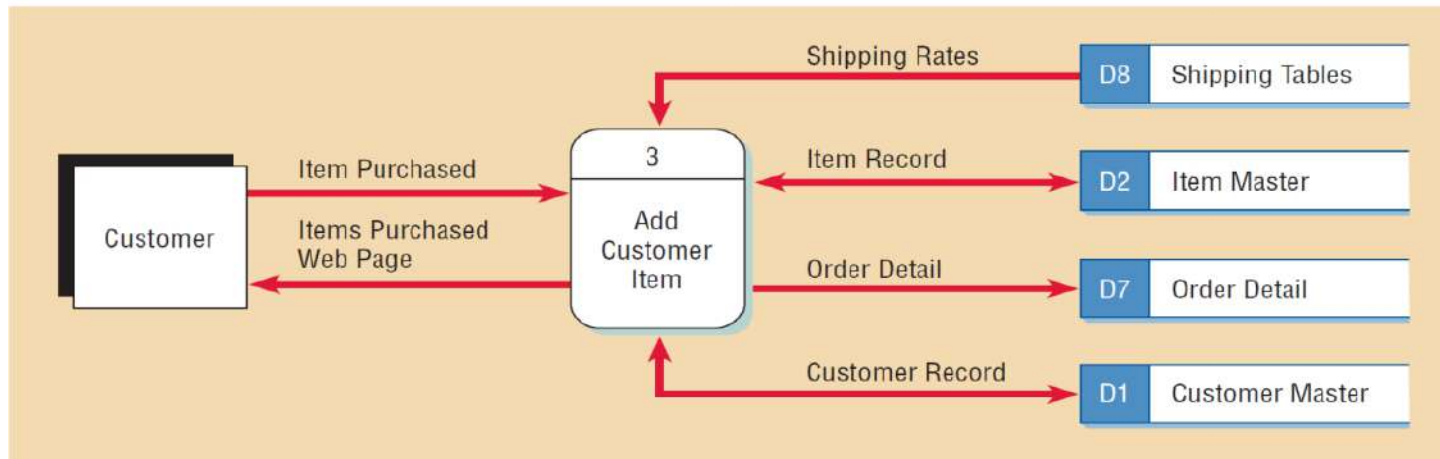 Shipping Rates
D8 Shipping Tables
Customer
Item Purchased
Items Purchased
Web Page
3
Add
Customer
Item
Item Record
D2 Item Master
Order Detail
D7 Order Detail
Customer Record
D1 Customer Master